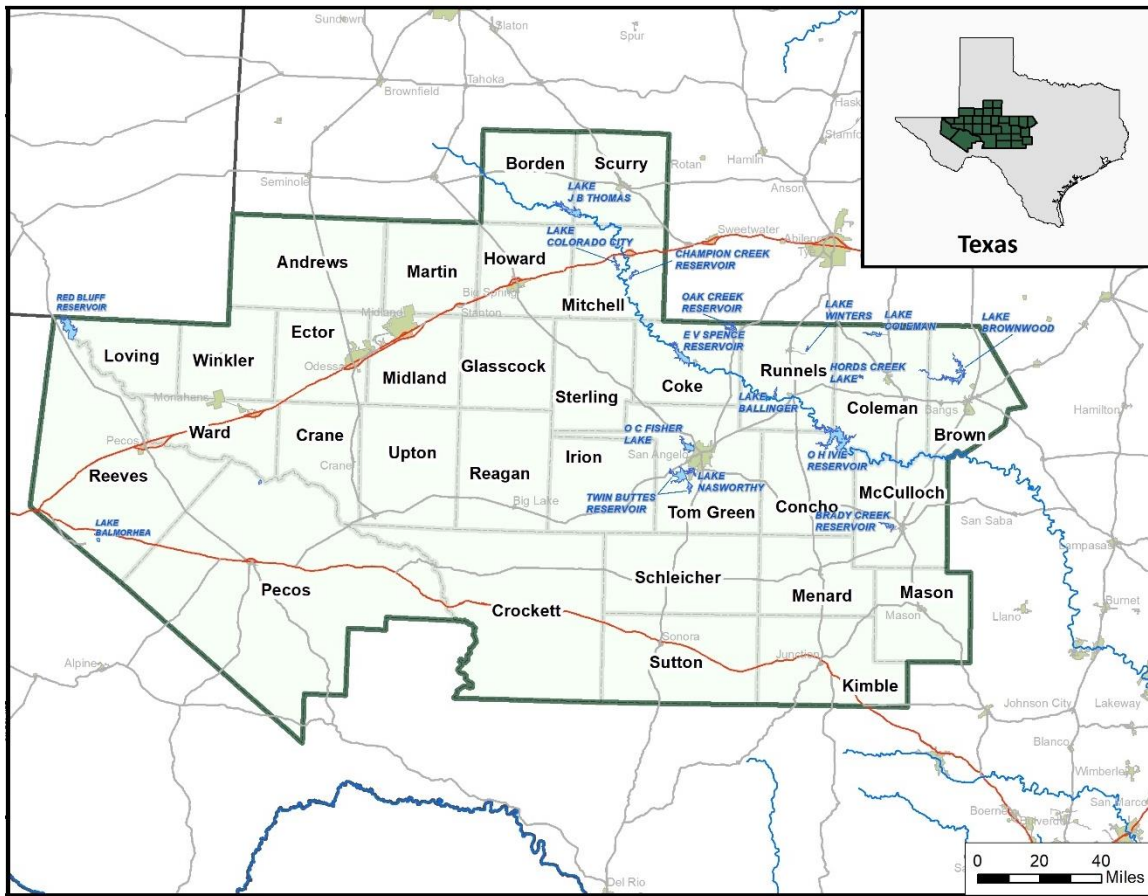 Sundown
Slaton
Spur
Brownfield
Tahoka
Hask
Stamfo
Borden
Scurry
Rotan
Hamlin
Anson
Seminole
LAKE
J B THOMAS
LAKE
COLORADO CITY
Sweetwater
Abilene
Ty
CHAMPION CREEK
RESERVOIR
Andrews
Martin
Howard
Big Spring
Mitchell
RED BLUFF
RESERVOIR
OAK CREEK
RESERVOIR
LAKE
WINTERS
LAKE
COLEMAN
LAKE
BROWNWOOD
Midland
Stanton
Ector
Odessa
Loving
Winkler
Midland
Glasscock
E V SPENCE
RESERVOIR
Coke
Runnels
HORDS CREEK
LAKE
Monahans
Sterling
LAKE
BALLINGER
Coleman
Bangs
Hamilton
Pecos
Ward
Crane
Crane
Upton
Reagan
Irion
O C FISHER
LAKE
San Angelo
O H IVIE
RESERVOIR
Brown
Reeves
Big Lake
TWIN BUTTES
RESERVOIR
LAKE
NASWORTHY
Tom Green
Concho
McCulloch
BRADY CREEK
RESERVOIR
San Saba
Lampasas
LAKE
BALMORHEA
Pecos
Crockett
Schleicher
Menard
Mason
Mason
Llano
Burnet
Alpine
Sonora
Sutton
Junction
Kimble
Johnson City
Lakeway
Blanco
Wimberle
Boerne
San Marce
Del Rio
Texas
0 20 40
Miles